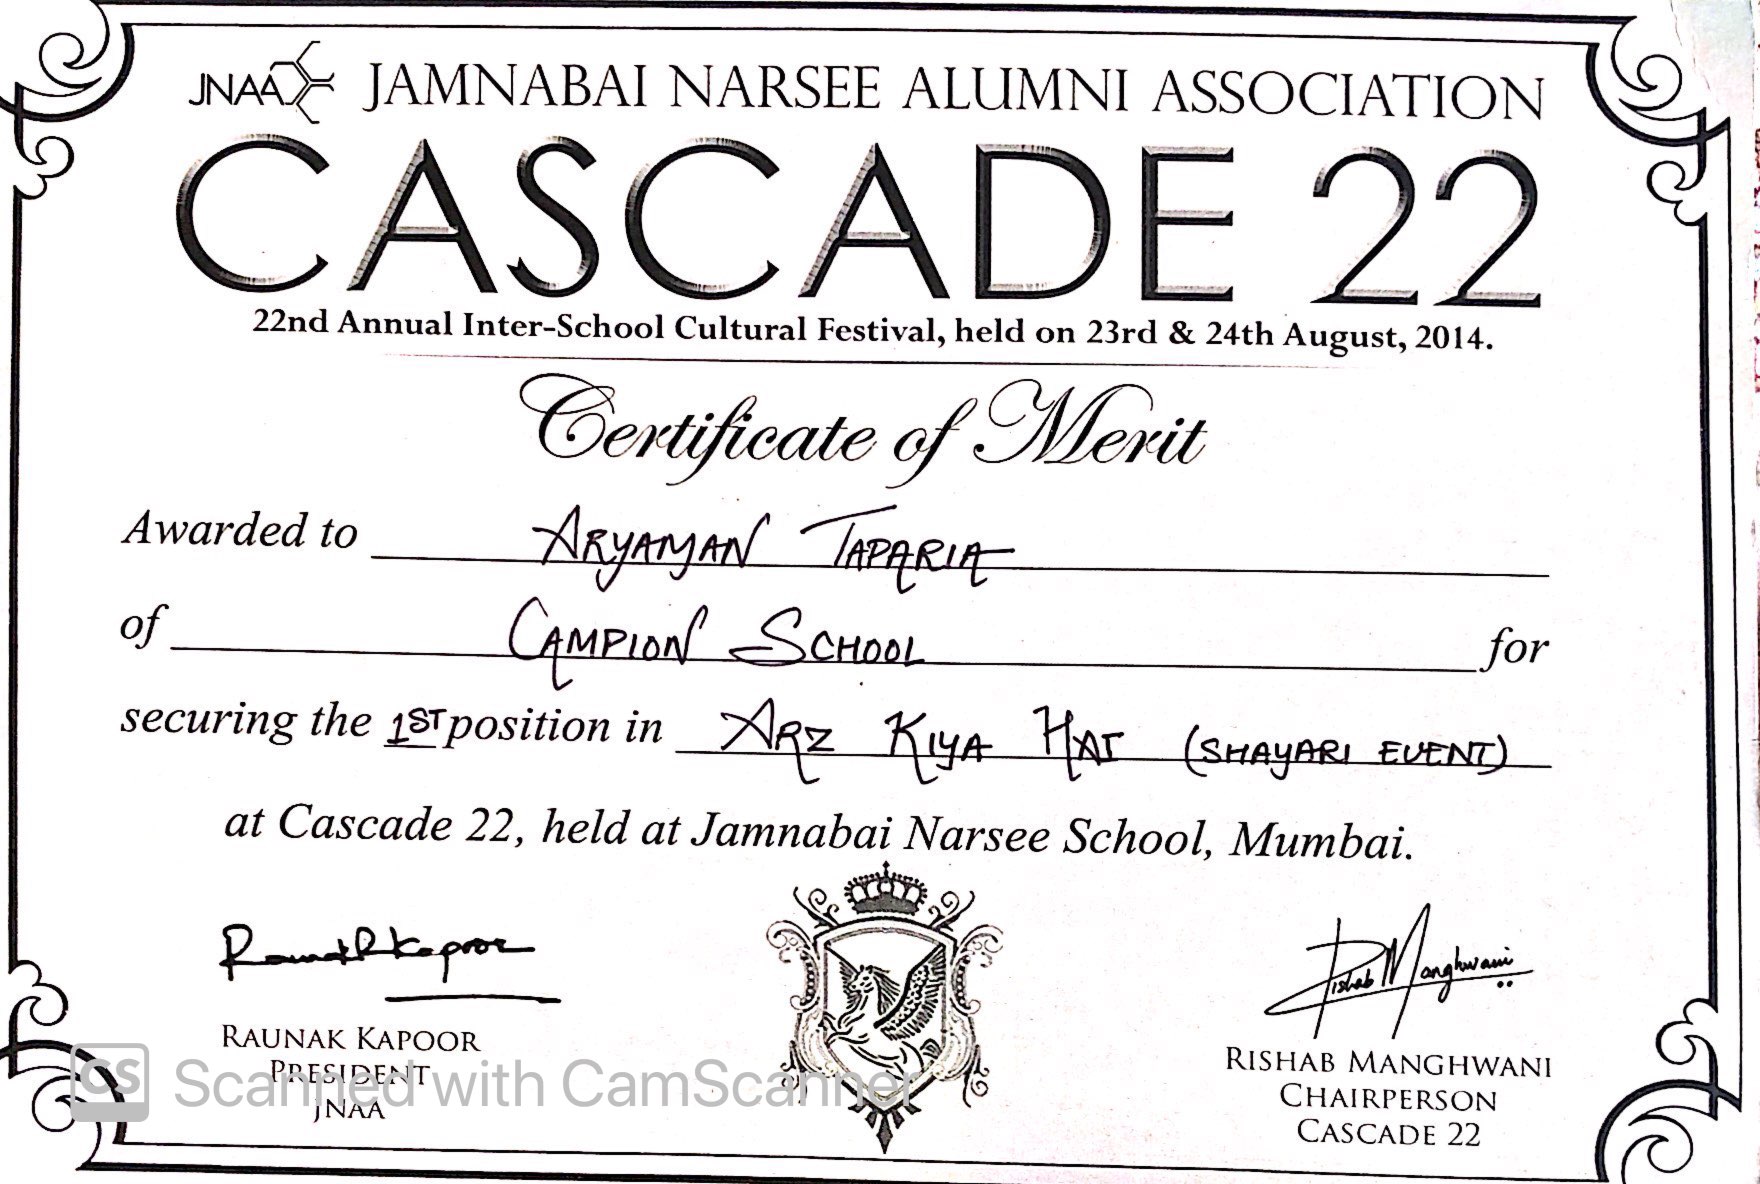 JNAA JAMNABAI NARSEE ALUMNI ASSOCIATION
CASCADE 22
22nd Annual Inter-School Cultural Festival, held on 23rd & 24th August, 2014.
Certificate of Merit
Awarded to ARYAMAN TAPARIA
of CAMPION SCHOOL for
securing the 1ST position in ARZ KIYA HAI (SHAYARI EVENT)
at Cascade 22, held at Jamnabai Narsee School, Mumbai.
Raunak R Kapoor
Rishab Manghwani
RAUNAK KAPOOR
PRESIDENT
JNAA
RISHAB MANGHWANI
CHAIRPERSON
CASCADE 22
CS Scanned with CamScanner